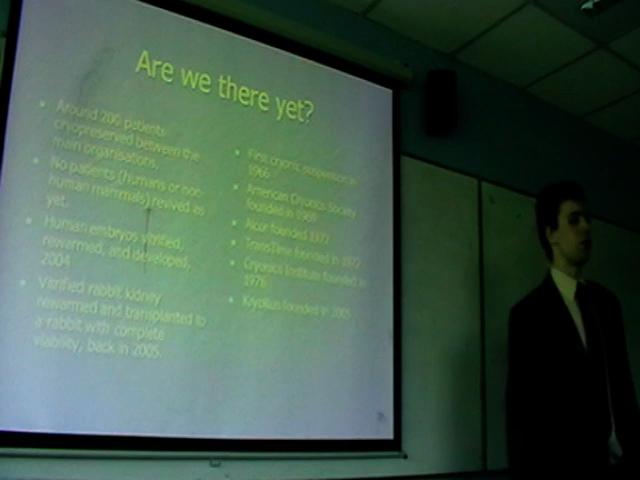 Are we there yet?
Around 200 patients
cryopreserved between the
main organisations.
No patients (humans or non-
human mammals) revived as
yet.
Human embryos vitrified,
rewarmed, and developed,
2004
Vitrified rabbit kidney
rewarmed and transplanted to
a rabbit with complete
viability, back in 2005.
First cryonic suspension in
American Cryonics Society
founded in 1969
Alcor founded 1972
TransTime founded in 1972
Cryonics Institute founded in
1976
KrioRus founded in 2005